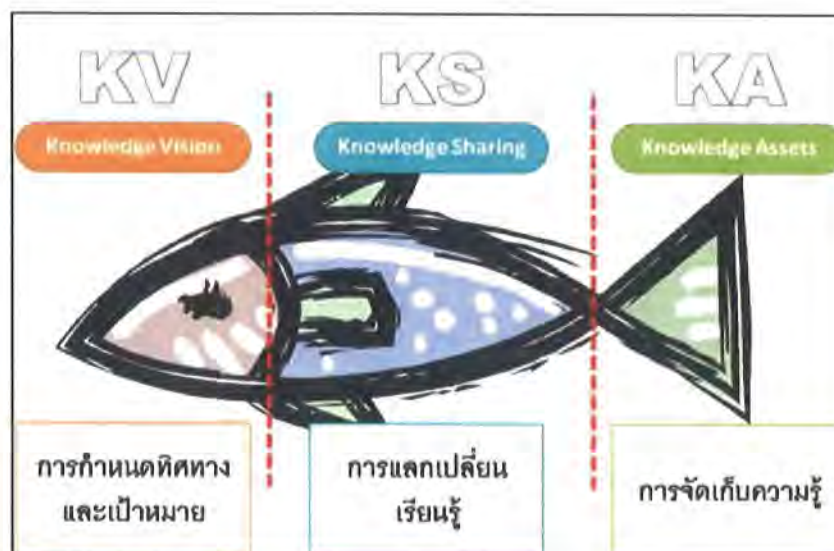 KV
KS
KA
Knowledge Vision
Knowledge Sharing
Knowledge Assets
การกำหนดทิศทาง
และเป้าหมาย
การแลกเปลี่ยน
เรียนรู้
การจัดเก็บความรู้